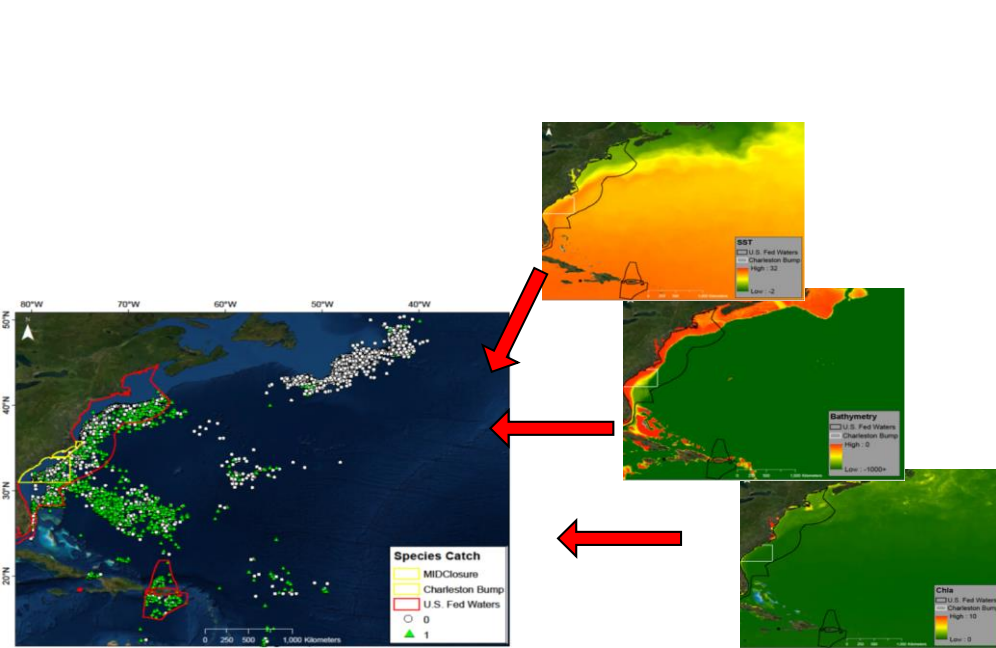 80°W 70°W 60°W 50°W 40°W
50°N
40°N
30°N
20°N
Species Catch
MIDClosure
Charleston Bump
U.S. Fed Waters
0
1
0 250 500 1,000 Kilometers
SST
U.S. Fed Waters
Charleston Bump
High : 32
Low : -2
Bathymetry
U.S. Fed Waters
Charleston Bump
High : 0
Low : -1000+
Chla
U.S. Fed Waters
Charleston Bump
High : 10
Low : 0